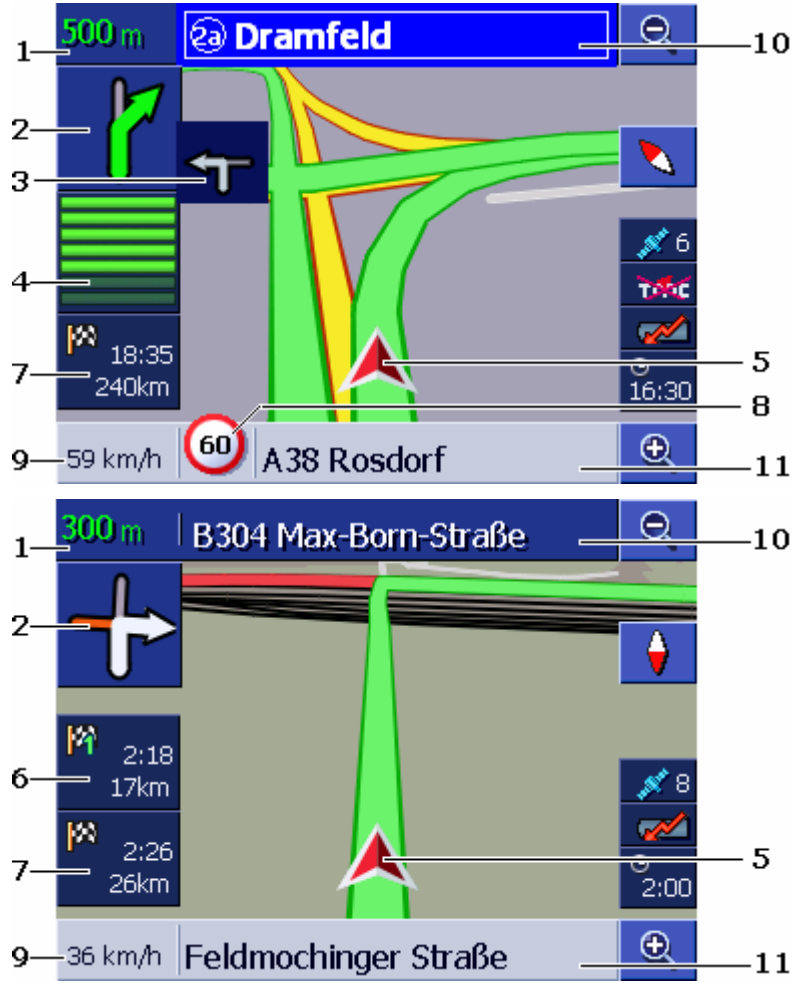 500 m
2a Dramfeld
1
10
2
3
6
TMC
4
18:35
5
7
240km
16:30
8
60
9
59 km/h
A38 Rosdorf
11
300 m
B304 Max-Born-Straße
1
10
2
1
2:18
6
17km
8
2:26
5
7
26km
2:00
9
36 km/h
Feldmochinger Straße
11